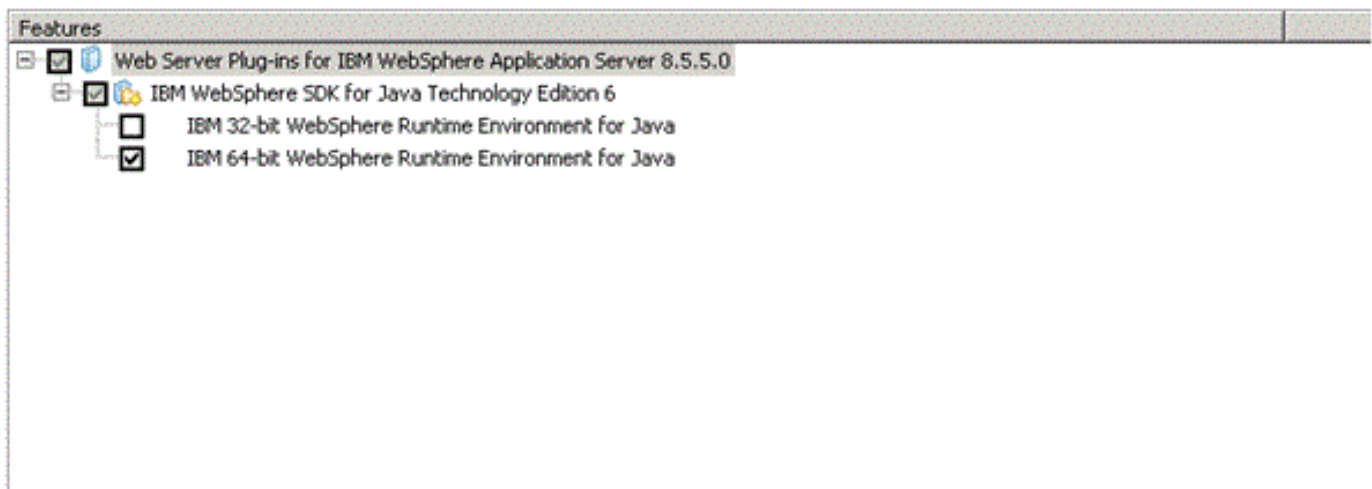 Features
Web Server Plug-ins for IBM WebSphere Application Server 8.5.5.0
IBM WebSphere SDK for Java Technology Edition 6
IBM 32-bit WebSphere Runtime Environment for Java
IBM 64-bit WebSphere Runtime Environment for Java